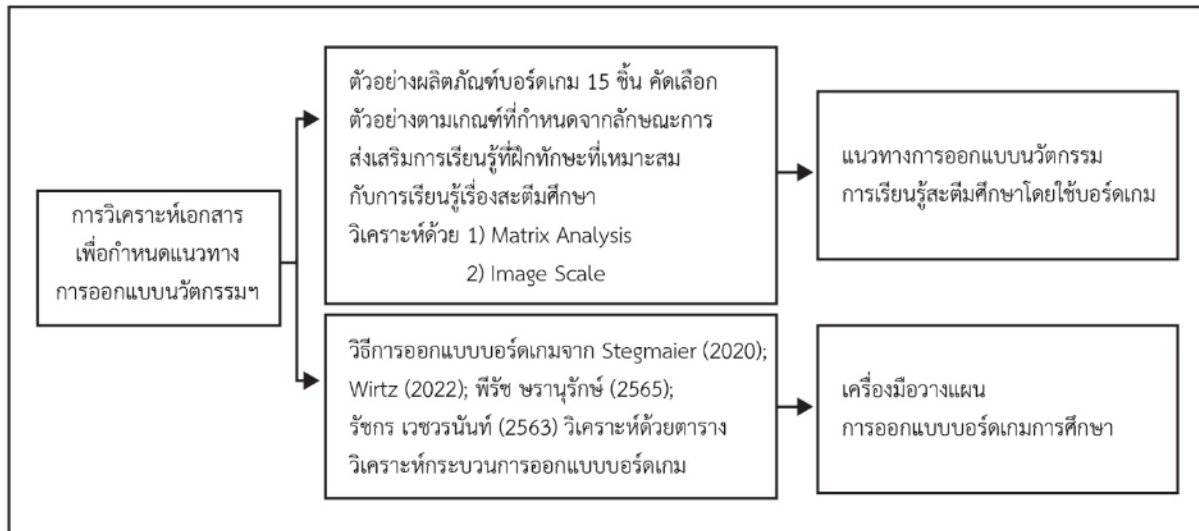 การวิเคราะห์เอกสาร
เพื่อกำหนดแนวทาง
การออกแบบนวัตกรรมฯ
ตัวอย่างผลิตภัณฑ์บอร์ดเกม 15 ชิ้น คัดเลือก
ตัวอย่างตามเกณฑ์ที่กำหนดจากลักษณะการ
ส่งเสริมการเรียนรู้ที่ฝึกทักษะที่เหมาะสม
กับการเรียนรู้เรื่องสะตีมศึกษา
วิเคราะห์ด้วย 1) Matrix Analysis
2) Image Scale
แนวทางการออกแบบนวัตกรรม
การเรียนรู้สะตีมศึกษาโดยใช้บอร์ดเกม
วิธีการออกแบบบอร์ดเกมจาก Stegmaier (2020);
Wirtz (2022); พีรัช ษรานุรักษ์ (2565);
รัชกร เวชวรนันท์ (2563) วิเคราะห์ด้วยตาราง
วิเคราะห์กระบวนการออกแบบบอร์ดเกม
เครื่องมือวางแผน
การออกแบบบอร์ดเกมการศึกษา